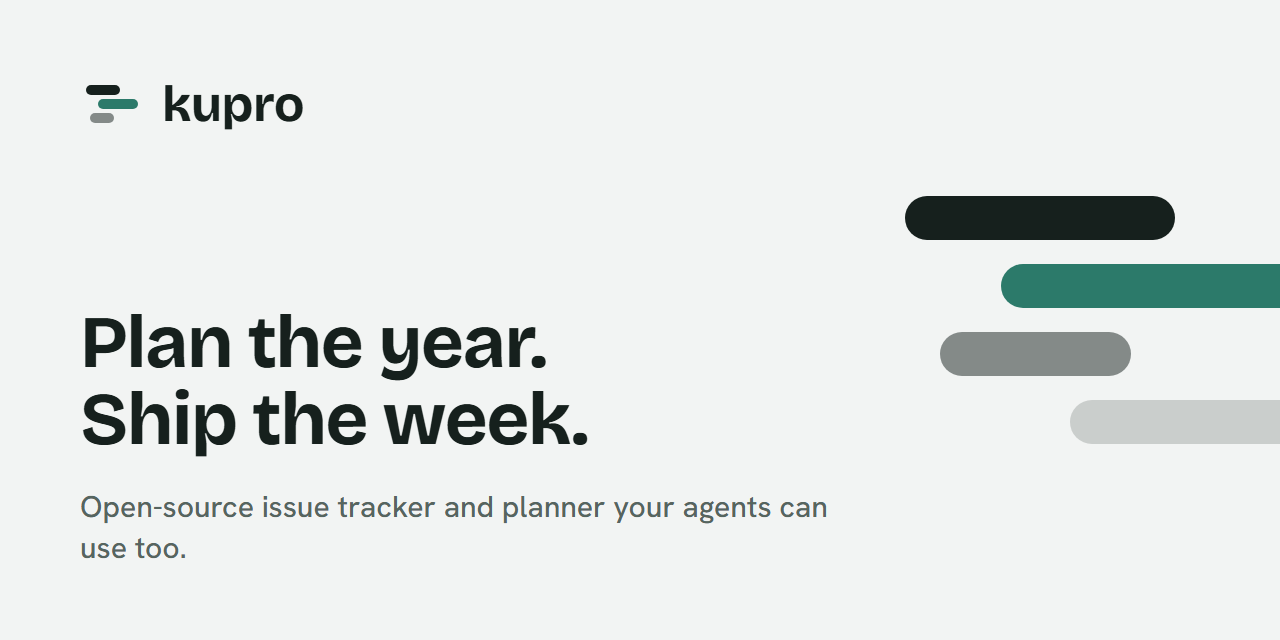 kupro
Plan the year.
Ship the week.
Open-source issue tracker and planner your agents can
use too.